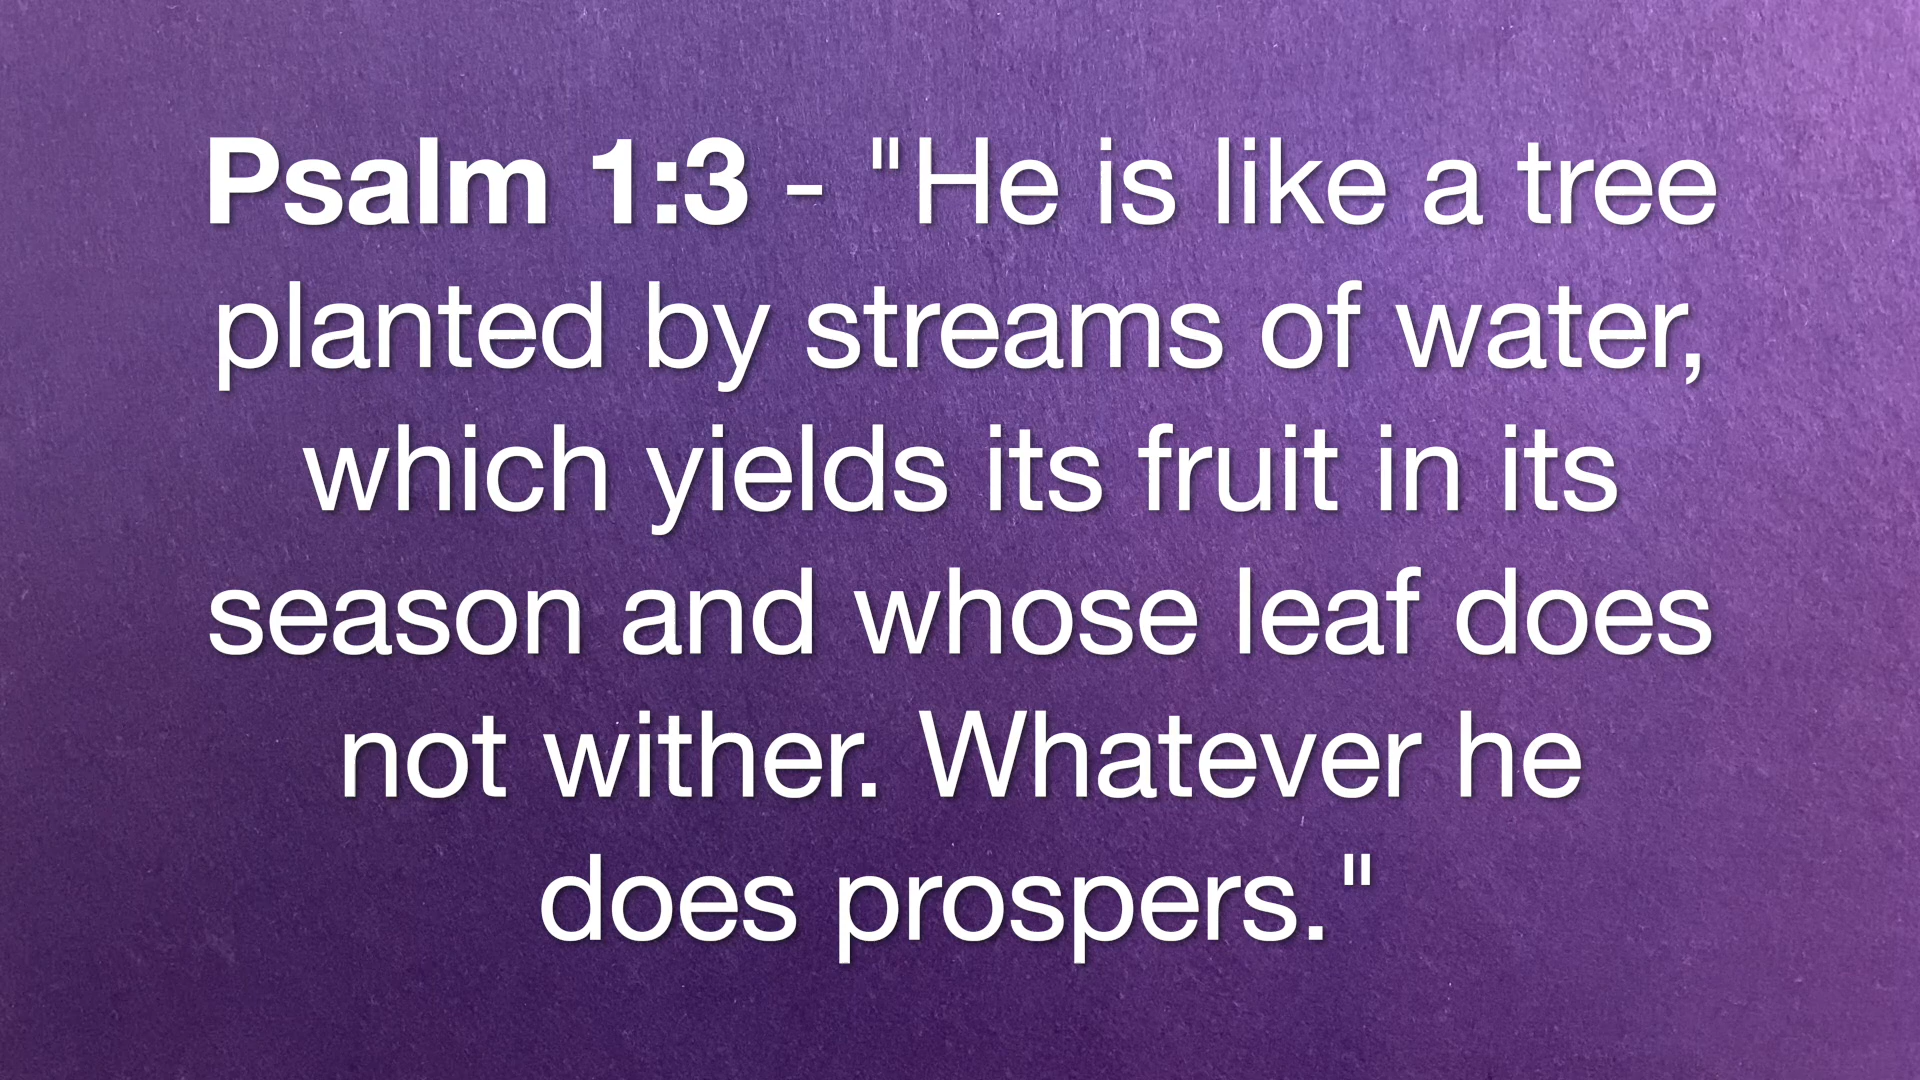 Psalm 1:3 - "He is like a tree
planted by streams of water,
which yields its fruit in its
season and whose leaf does
not wither. Whatever he
does prospers."